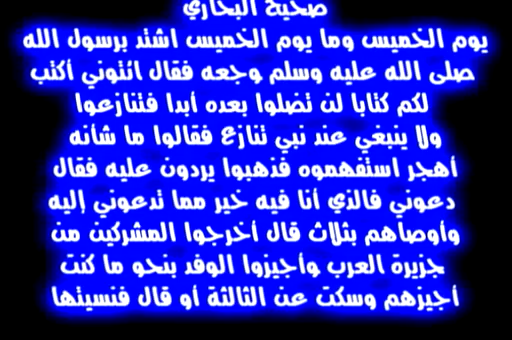 صحيح البخاري
يوم الخميس وما يوم الخميس اشتد برسول الله
صلى الله عليه وسلم وجعه فقال ائتوني أكتب
لكم كتابا لن تضلوا بعده أبدا فتنازعوا
ولا ينبغي عند نبي تنازع فقالوا ما شأنه
أهجر استفهموه فذهبوا يردون عليه فقال
دعوني فالذي أنا فيه خير مما تدعوني إليه
وأوصاهم بثلاث قال أخرجوا المشركين من
جزيرة العرب وأجيزوا الوفد بنحو ما كنت
أجيزهم وسكت عن الثالثة أو قال فنسيتها